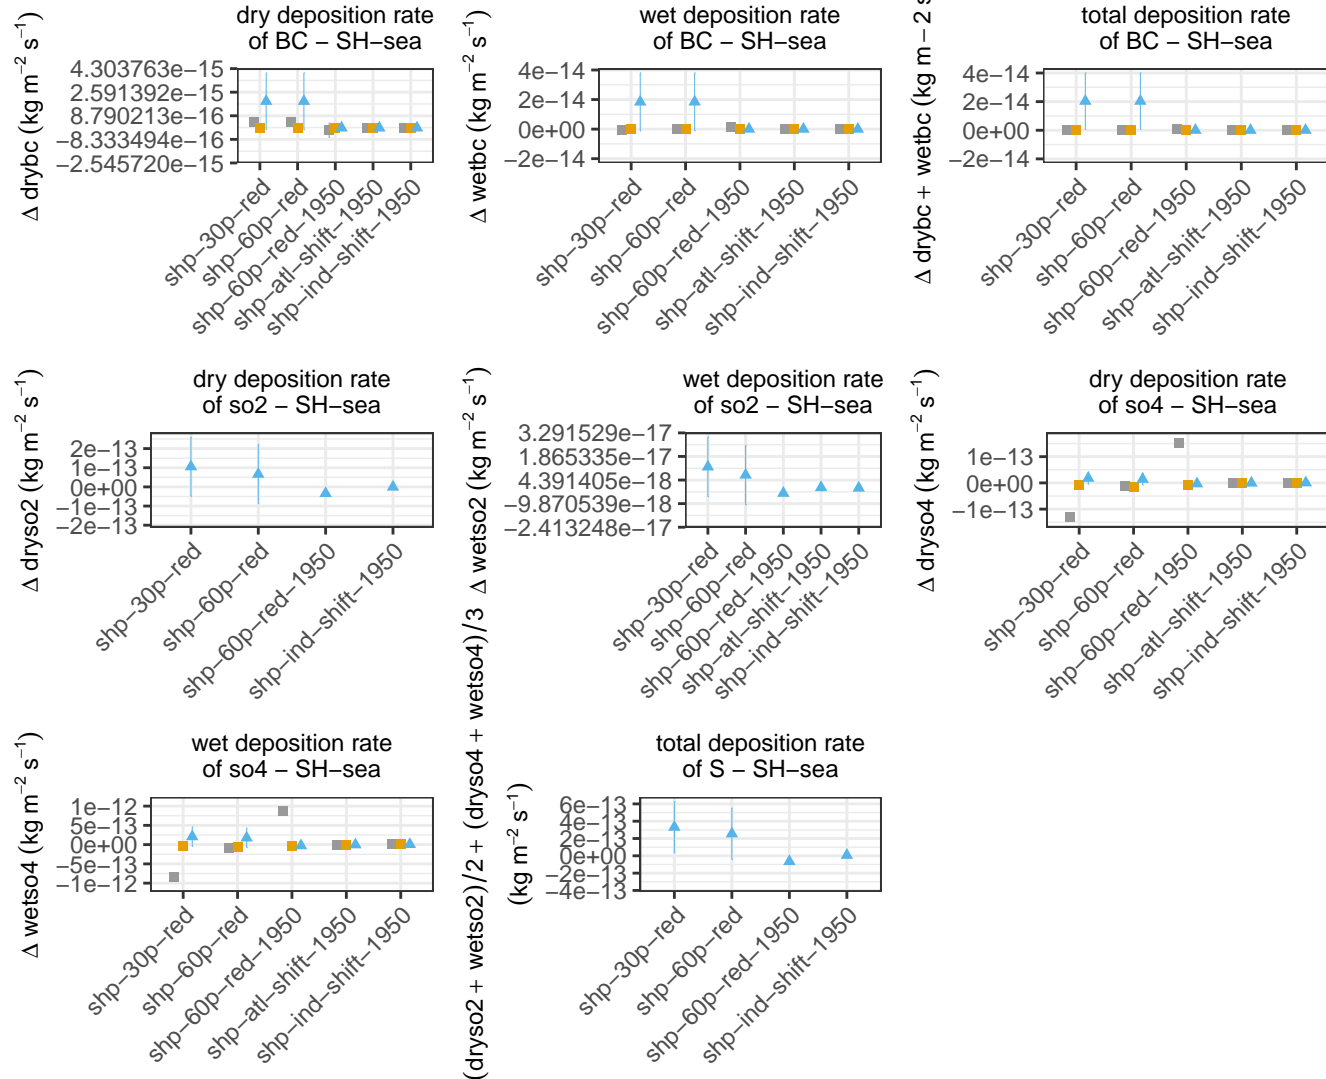 dry deposition rate
of BC − SH−sea
Δ drybc (kg m−2 s−1)
4.303763e−15
2.591392e−15
8.790213e−16
−8.333494e−16
−2.545720e−15
shp−30p−red
shp−60p−red
shp−60p−red−1950
shp−atl−shift−1950
shp−ind−shift−1950
wet deposition rate
of BC − SH−sea
Δ wetbc (kg m−2 s−1)
4e−14
2e−14
0e+00
−2e−14
shp−30p−red
shp−60p−red
shp−60p−red−1950
shp−atl−shift−1950
shp−ind−shift−1950
total deposition rate
of BC − SH−sea
Δ drybc + wetbc (kg m−2 s
4e−14
2e−14
0e+00
−2e−14
shp−30p−red
shp−60p−red
shp−60p−red−1950
shp−atl−shift−1950
shp−ind−shift−1950
dry deposition rate
of so2 − SH−sea
Δ dryso2 (kg m−2 s−1)
2e−13
1e−13
0e+00
−1e−13
−2e−13
shp−30p−red
shp−60p−red
shp−60p−red−1950
shp−ind−shift−1950
wet deposition rate
of so2 − SH−sea
Δ wetso2 (kg m−2 s−1)
3.291529e−17
1.865335e−17
4.391405e−18
−9.870539e−18
−2.413248e−17
shp−30p−red
shp−60p−red
shp−60p−red−1950
shp−atl−shift−1950
shp−ind−shift−1950
dry deposition rate
of so4 − SH−sea
Δ dryso4 (kg m−2 s−1)
1e−13
0e+00
−1e−13
shp−30p−red
shp−60p−red
shp−60p−red−1950
shp−atl−shift−1950
shp−ind−shift−1950
wet deposition rate
of so4 − SH−sea
Δ wetso4 (kg m−2 s−1)
1e−12
5e−13
0e+00
−5e−13
−1e−12
shp−30p−red
shp−60p−red
shp−60p−red−1950
shp−atl−shift−1950
shp−ind−shift−1950
total deposition rate
of S − SH−sea
(dryso2 + wetso2)/2 + (dryso4 + wetso4)/3
(kg m−2 s−1)
6e−13
4e−13
2e−13
0e+00
−2e−13
−4e−13
shp−30p−red
shp−60p−red
shp−60p−red−1950
shp−ind−shift−1950